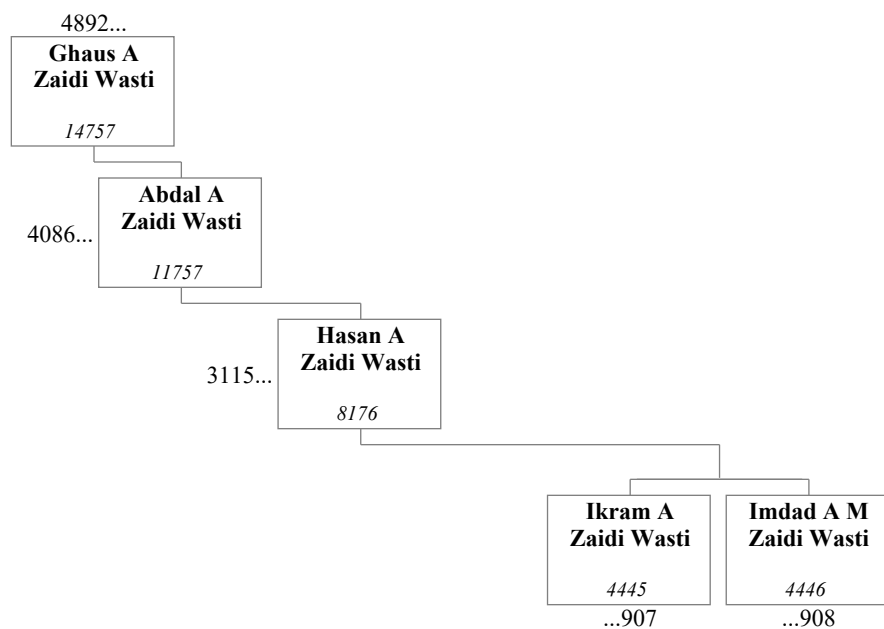 4892...
Ghaus A
Zaidi Wasti
14757
Abdal A
Zaidi Wasti
4086...
11757
Hasan A
Zaidi Wasti
3115...
8176
Ikram A
Zaidi Wasti
4445
...907
Imdad A M
Zaidi Wasti
4446
...908